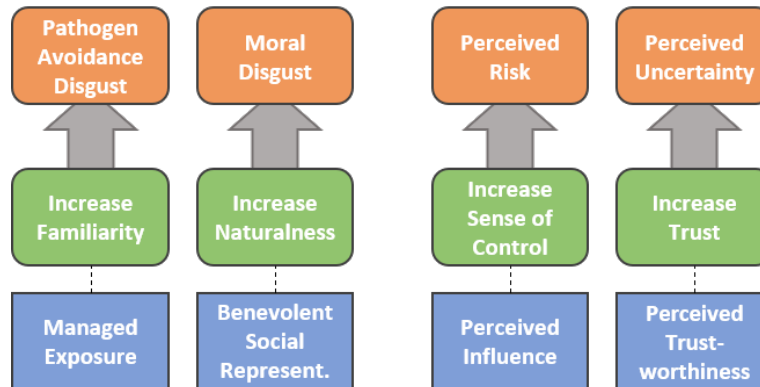 Pathogen
Avoidance
Disgust
Moral
Disgust
Perceived
Risk
Perceived
Uncertainty
Increase
Familiarity
Increase
Naturalness
Increase
Sense of
Control
Increase
Trust
Managed
Exposure
Benevolent
Social
Represent.
Perceived
Influence
Perceived
Trust-
worthiness